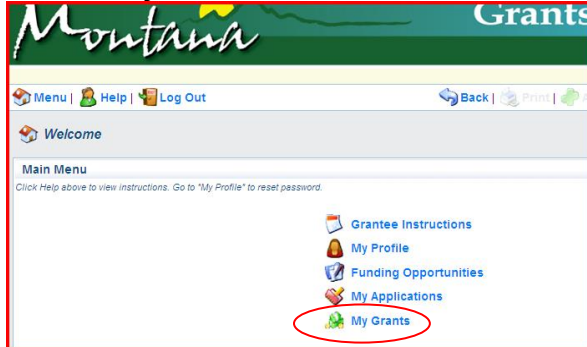 Montana
Grants
Menu | Help | Log Out
Back | Print |
Welcome
Main Menu
Click Help above to view instructions. Go to "My Profile" to reset password.
Grantee Instructions
My Profile
Funding Opportunities
My Applications
My Grants